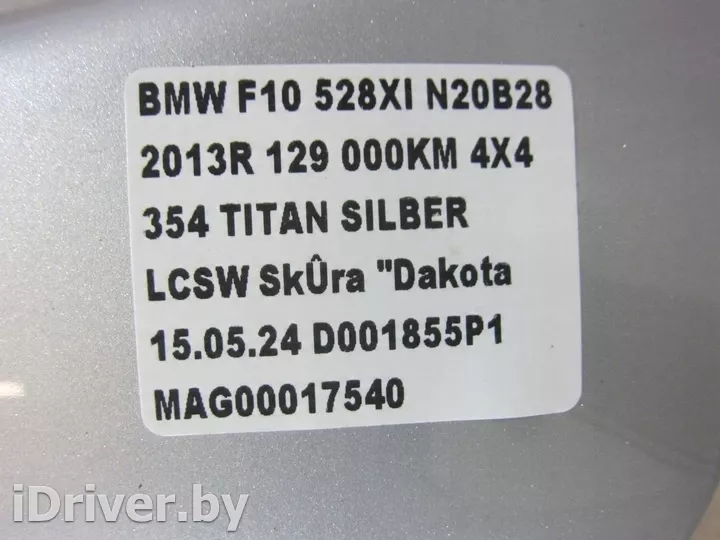 BMW F10 528XI N20B28
2013R 129 000KM 4X4
354 TITAN SILBER
LCSW SkÛra "Dakota
15.05.24 D001855P1
MAG00017540
iDriver.by